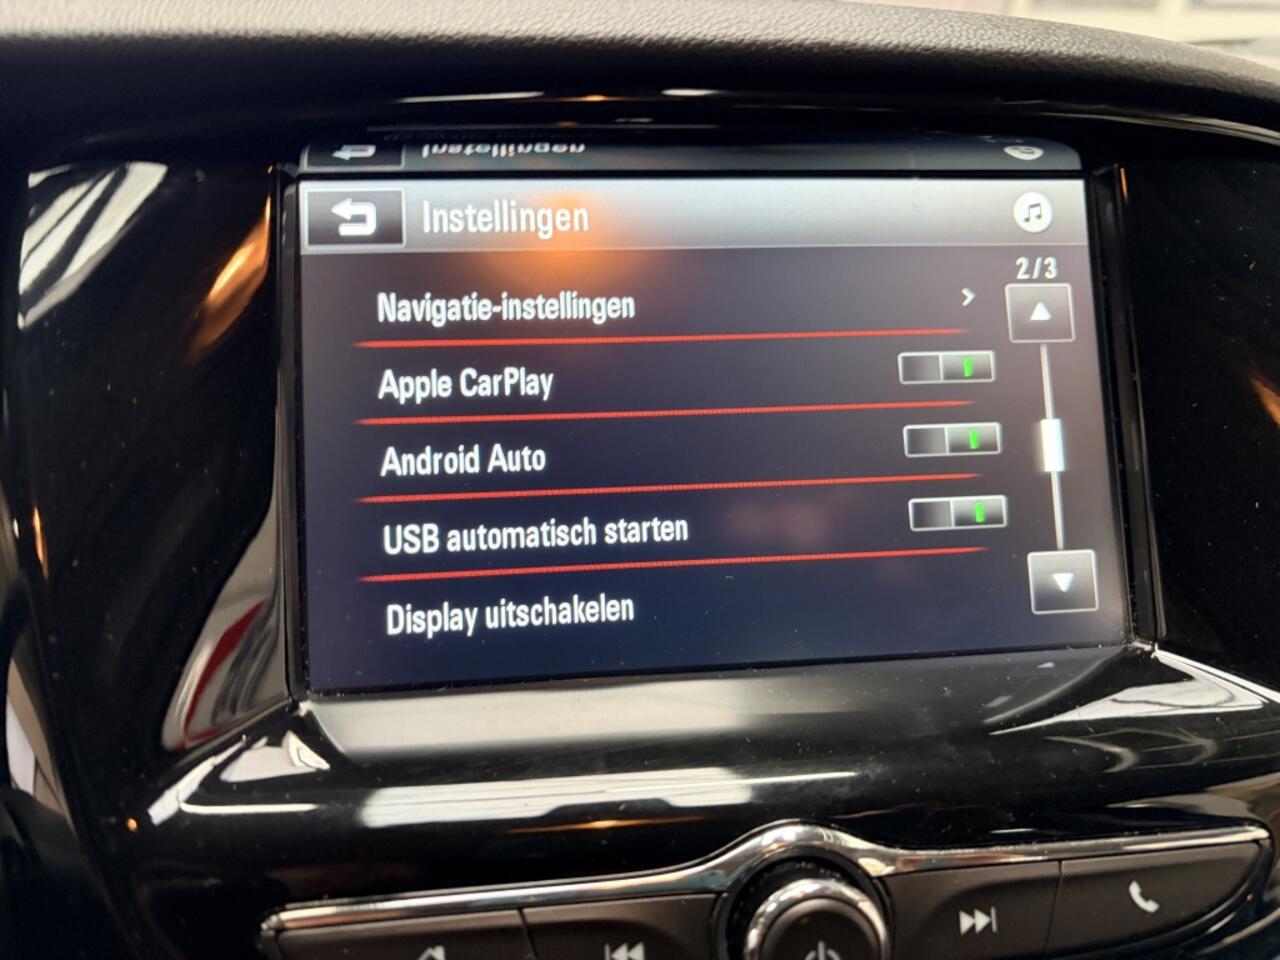 Instellingen
2/3
Navigatie-instellingen
Apple CarPlay
Android Auto
USB automatisch starten
Display uitschakelen